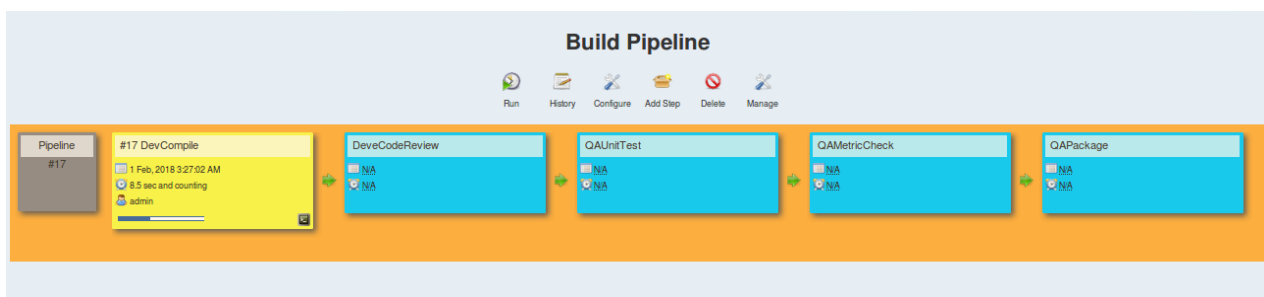 Build Pipeline
Run History Configure Add Step Delete Manage
Pipeline
#17
#17 DevCompile
1 Feb, 2018 3:27:02 AM
8.5 sec and counting
admin
DeveCodeReview
N/A
N/A
QAUnitTest
N/A
N/A
QAMetricCheck
N/A
N/A
QAPackage
N/A
N/A